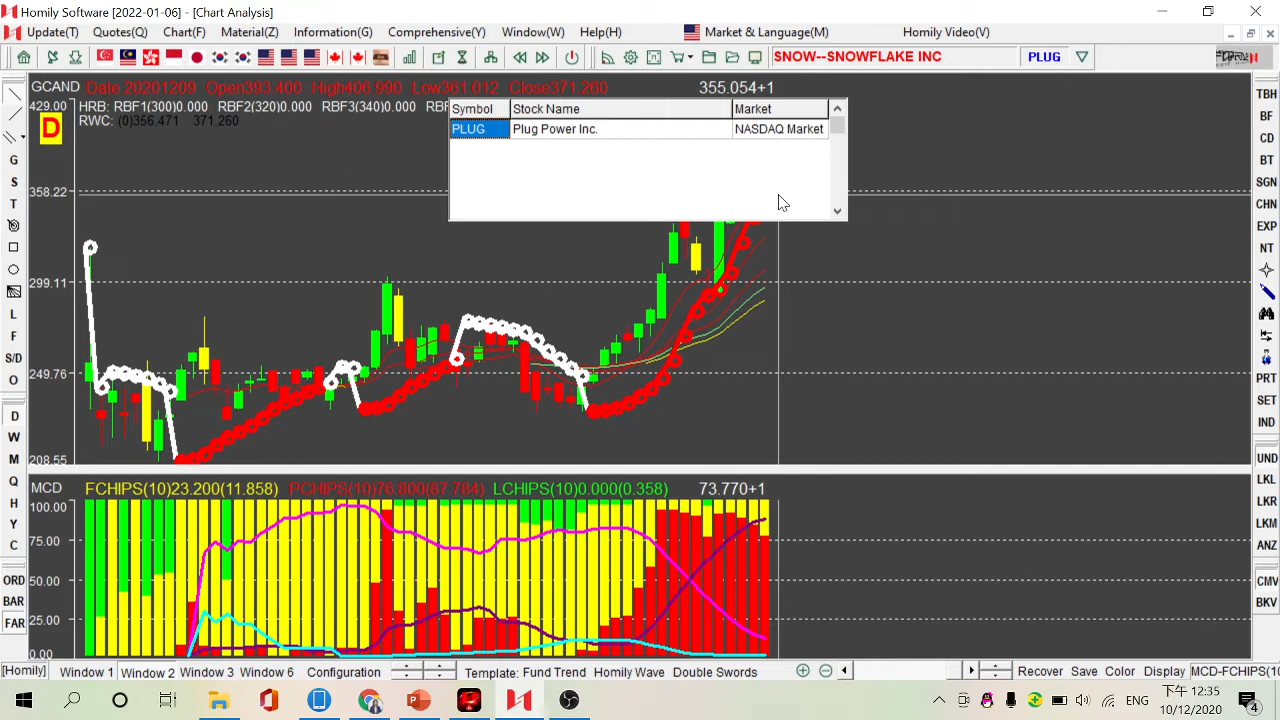 Homily Software [2022-01-06] - [Chart Analysis]
Update(T) Quotes(Q) Chart(F) Material(Z) Information(G) Comprehensive(Y) Window(W) Help(H) Market & Language(M) Homily Video(V)
SNOW--SNOWFLAKE INC PLUG
GCAND Date 20201209 Open393.400 High406.990 Low361.012 Close371.260 355.054+1
429.00 HRB: RBF1(300)0.000 RBF2(320)0.000 RBF3(340)0.000
RWC: (0)356.471 371.260
D
Symbol Stock Name Market
PLUG Plug Power Inc. NASDAQ Market
358.22
299.11
249.76
208.55
MCD FCHIPS(10)23.200(11.858) PCHIPS(10)76.800(87.784) LCHIPS(10)0.000(0.358) 73.770+1
100.00
75.00
50.00
25.00
0.00
G
S
T
L
F
S/D
O
D
W
M
Q
H
Y
C
ORD
BAR
FAR
TBH
BF
CD
BT
SGN
CHN
EXP
NT
PRT
SET
IND
UND
LKL
LKR
LKM
ANZ
CMV
BKV
[Homily] Window 1 Window 2 Window 3 Window 6 Configuration Template: Fund Trend Homily Wave Double Swords Recover Save Color Display MCD-FCHIPS(10
ENG 下午 12:35
10/12/2020
4